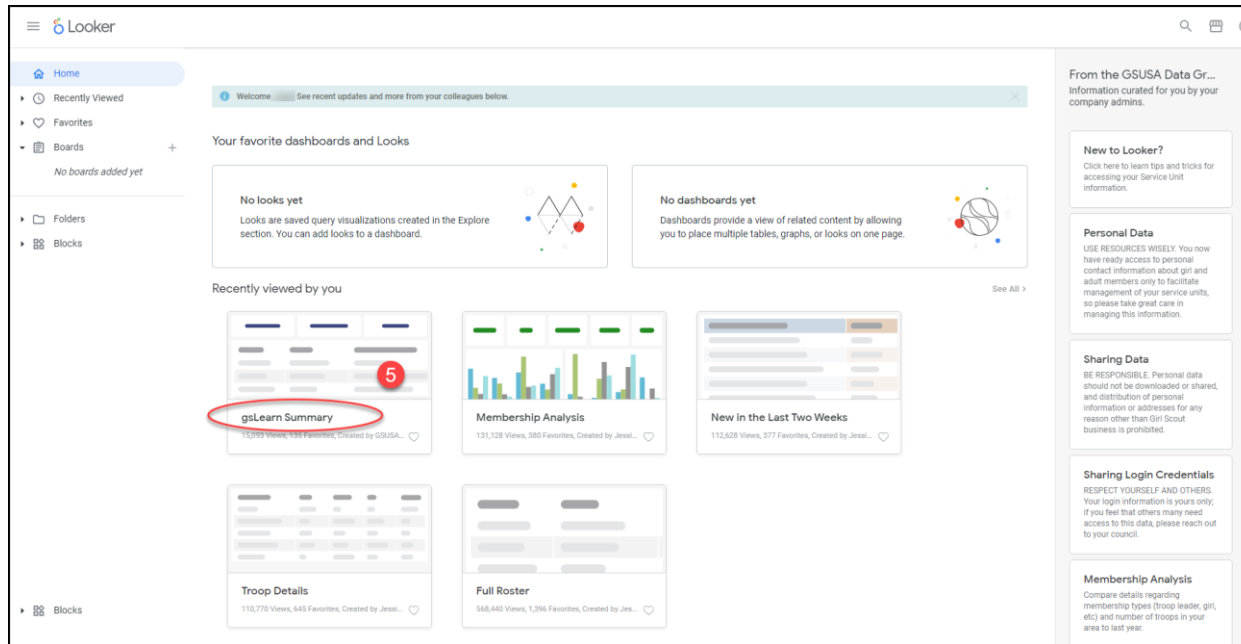 Looker
Home
Recently Viewed
Favorites
Boards
No boards added yet
Folders
Blocks
Blocks
Welcome
See recent updates and more from your colleagues below.
Your favorite dashboards and Looks
No looks yet
Looks are saved query visualizations created in the Explore
section. You can add looks to a dashboard.
No dashboards yet
Dashboards provide a view of related content by allowing
you to place multiple tables, graphs, or looks on one page.
Recently viewed by you
See All >
5
gsLearn Summary
15,093 Views, 135 Favorites, Created by GSUSA...
Membership Analysis
131,128 Views, 380 Favorites, Created by Jessi...
New in the Last Two Weeks
112,628 Views, 377 Favorites, Created by Jessi...
Troop Details
110,770 Views, 645 Favorites, Created by Jessi...
Full Roster
568,440 Views, 1,396 Favorites, Created by Jes...
From the GSUSA Data Gr...
Information curated for you by your
company admins.
New to Looker?
Click here to learn tips and tricks for
accessing your Service Unit
information.
Personal Data
USE RESOURCES WISELY. You now
have ready access to personal
contact information about girl and
adult members only to facilitate
management of your service units,
so please take great care in
managing this information.
Sharing Data
BE RESPONSIBLE. Personal data
should not be downloaded or shared,
and distribution of personal
information or addresses for any
reason other than Girl Scout
business is prohibited.
Sharing Login Credentials
RESPECT YOURSELF AND OTHERS.
Your login information is yours only;
if you feel that others many need
access to this data, please reach out
to your council.
Membership Analysis
Compare details regarding
membership types (troop leader, girl,
etc) and number of troops in your
area to last year.